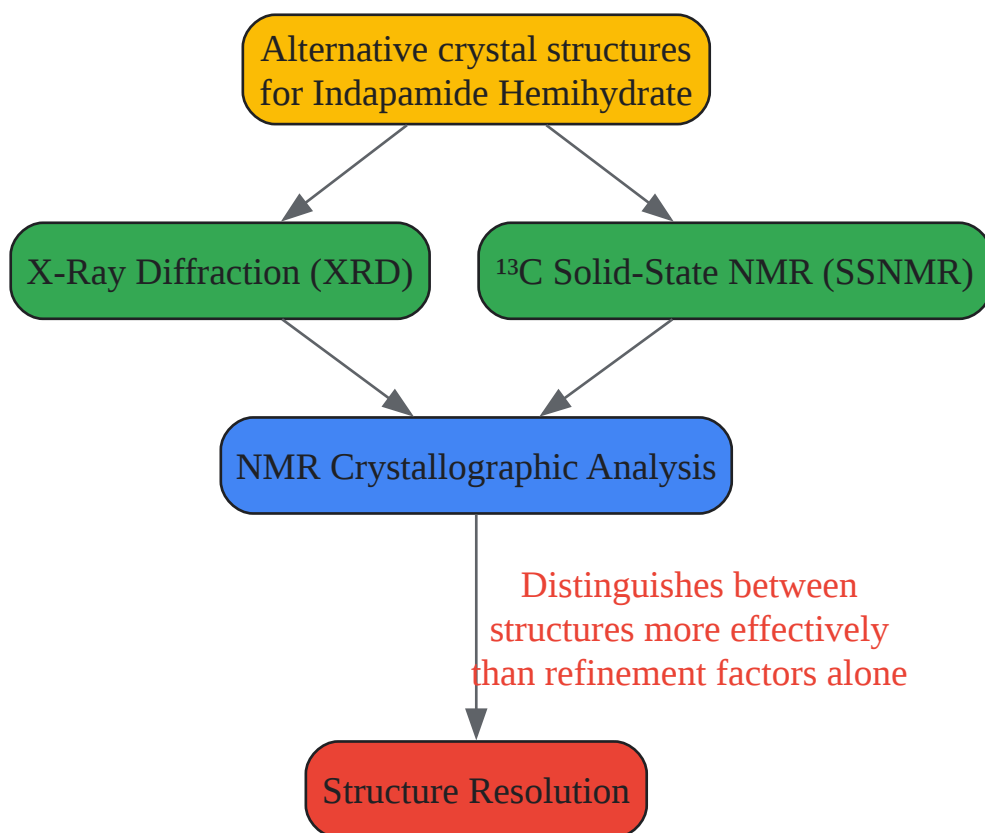 Alternative crystal structures
for Indapamide Hemihydrate
X-Ray Diffraction (XRD)
¹³C Solid-State NMR (SSNMR)
NMR Crystallographic Analysis
Distinguishes between
structures more effectively
than refinement factors alone
Structure Resolution